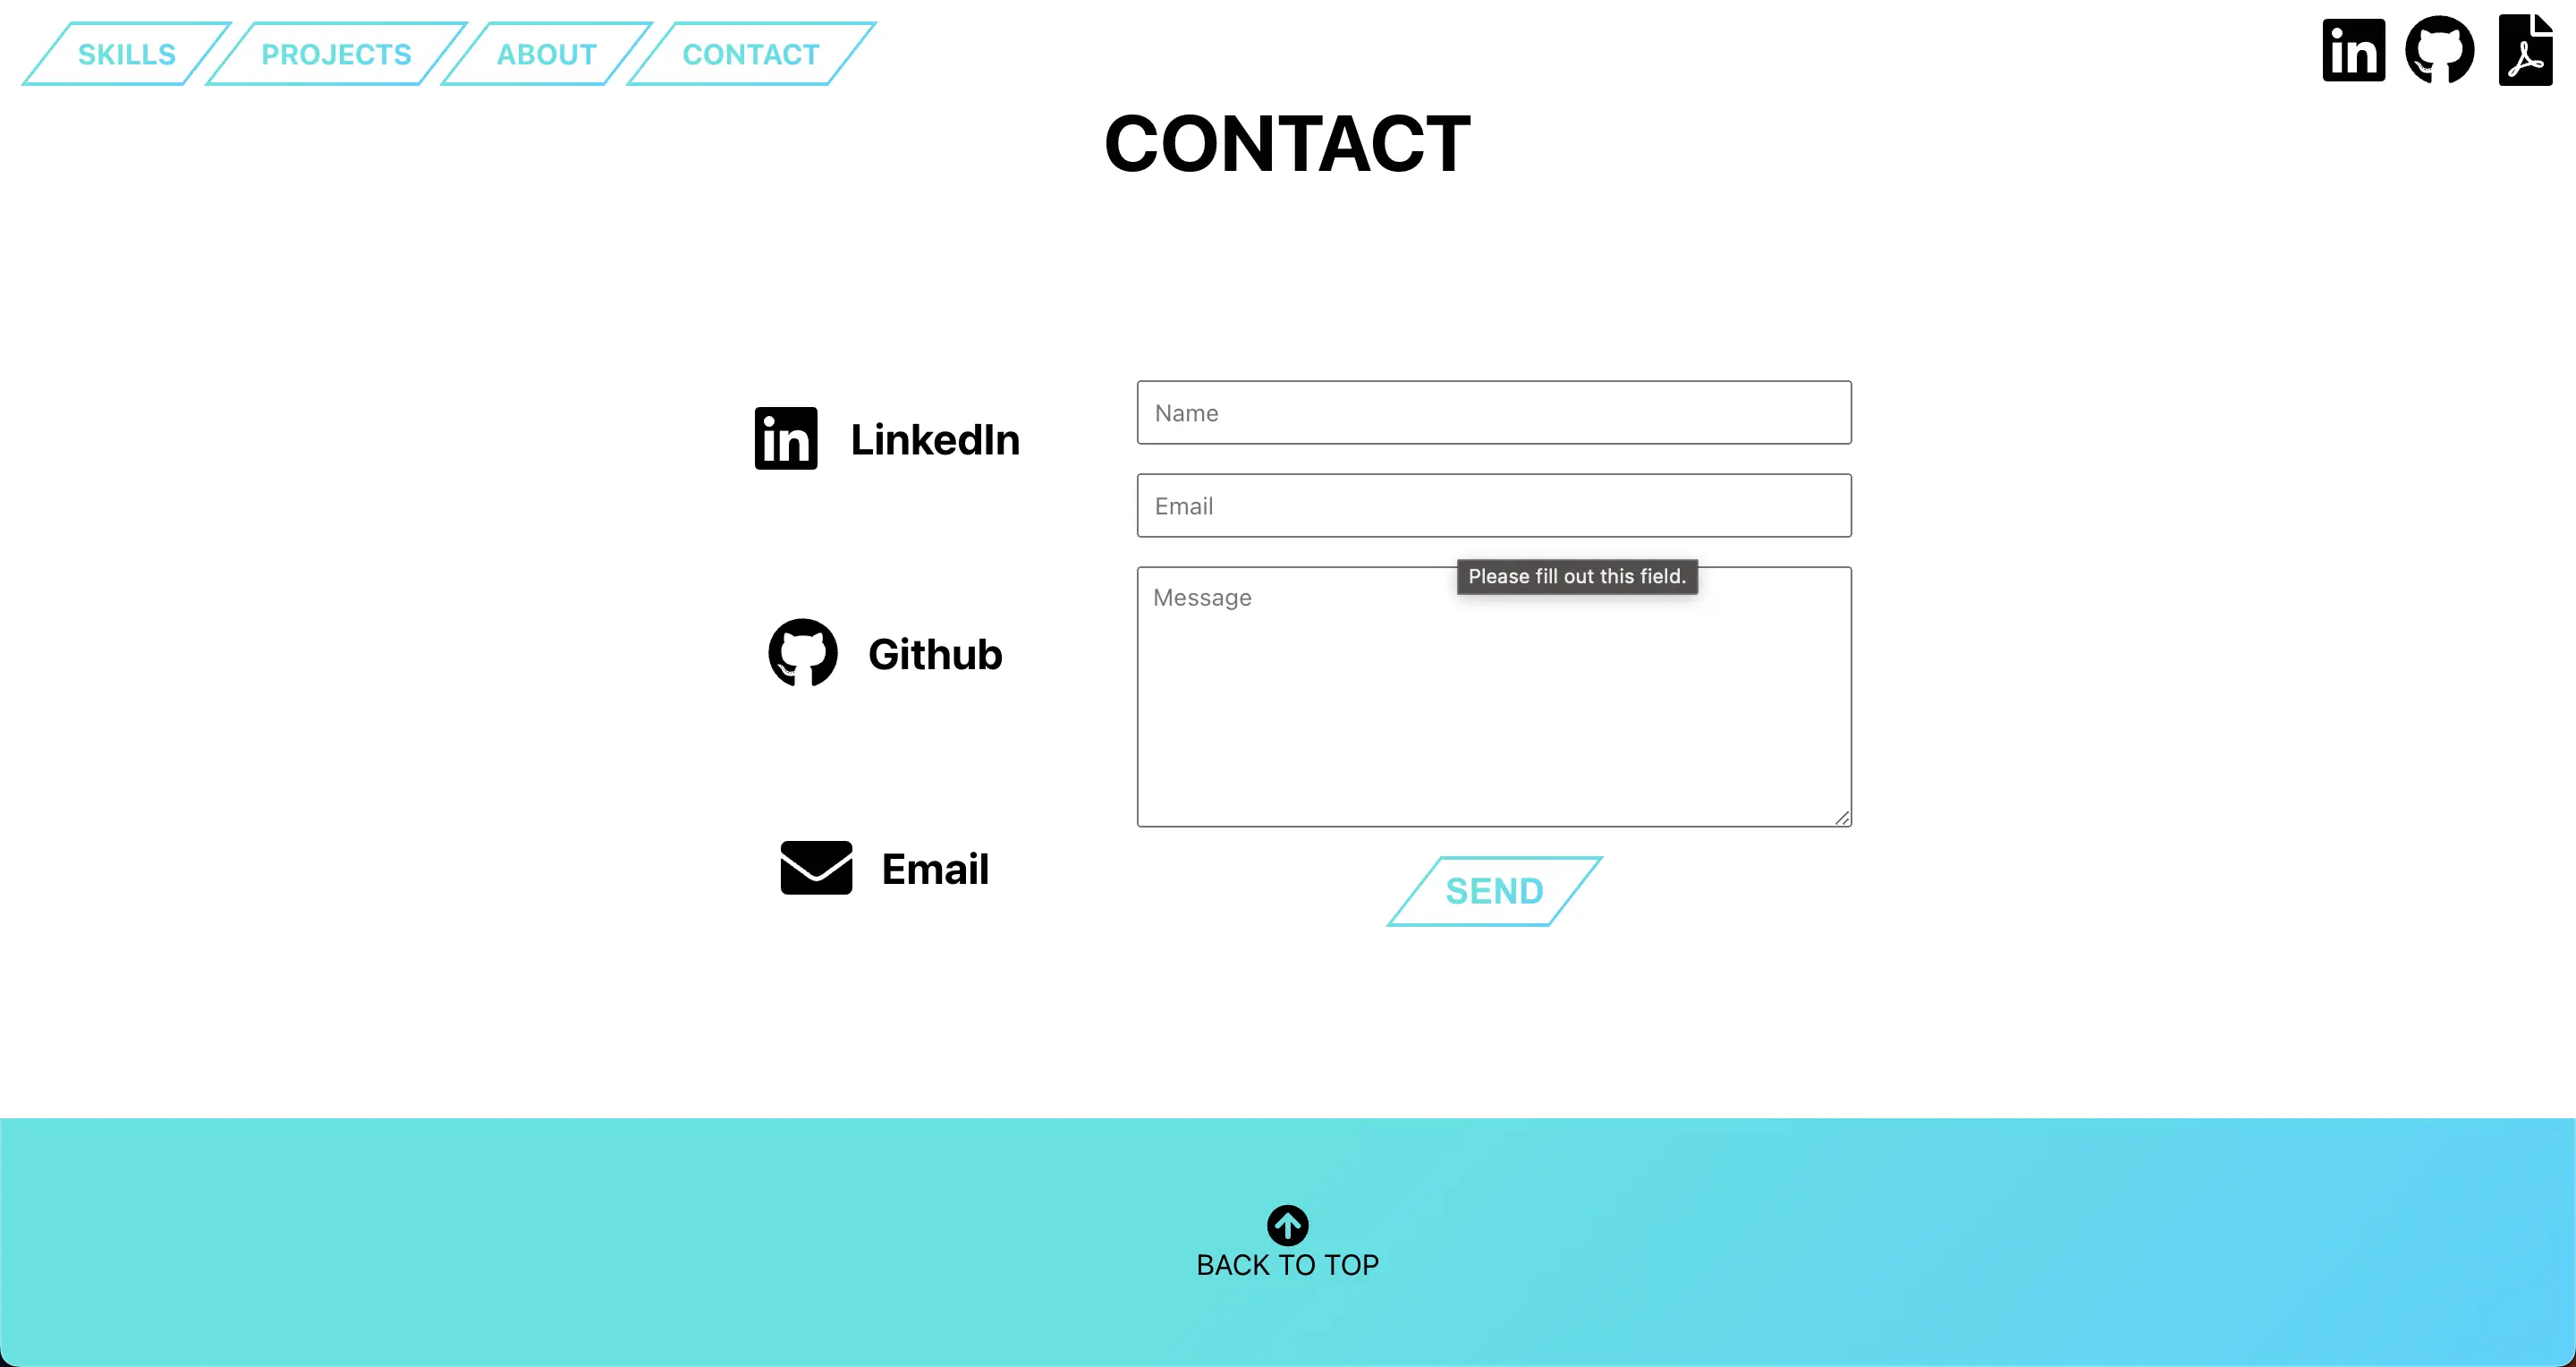 SKILLS PROJECTS ABOUT CONTACT
CONTACT
LinkedIn
Github
Email
Name
Email
Please fill out this field.
Message
SEND
BACK TO TOP